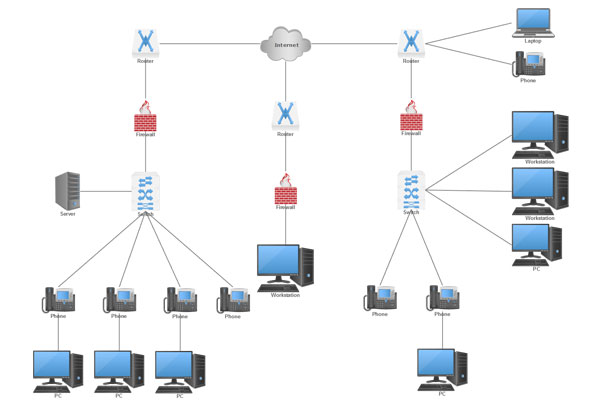 Internet
Router
Router
Laptop
Phone
Firewall
Router
Firewall
Workstation
Server
Switch
Firewall
Switch
Workstation
PC
Workstation
Phone
Phone
Phone
Phone
Phone
Phone
PC
PC
PC
PC